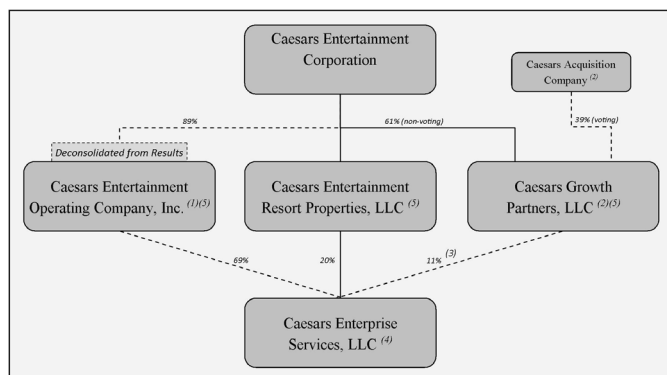 Caesars Entertainment
Corporation
Caesars Acquisition
Company (2)
89%
61% (non-voting)
39% (voting)
Deconsolidated from Results
Caesars Entertainment
Operating Company, Inc. (1)(5)
Caesars Entertainment
Resort Properties, LLC (5)
Caesars Growth
Partners, LLC (2)(5)
69%
20%
11% (3)
Caesars Enterprise
Services, LLC (4)